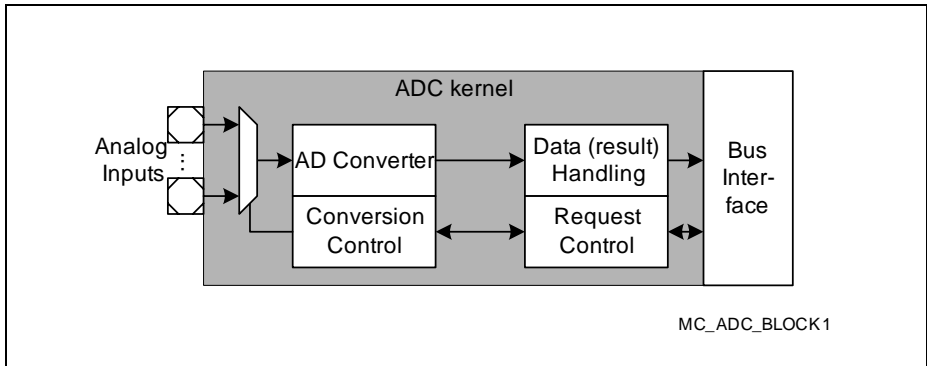 ADC kernel
Analog
Inputs
AD Converter
Conversion
Control
Data (result)
Handling
Request
Control
Bus
Inter-
face
MC_ADC_BLOCK1